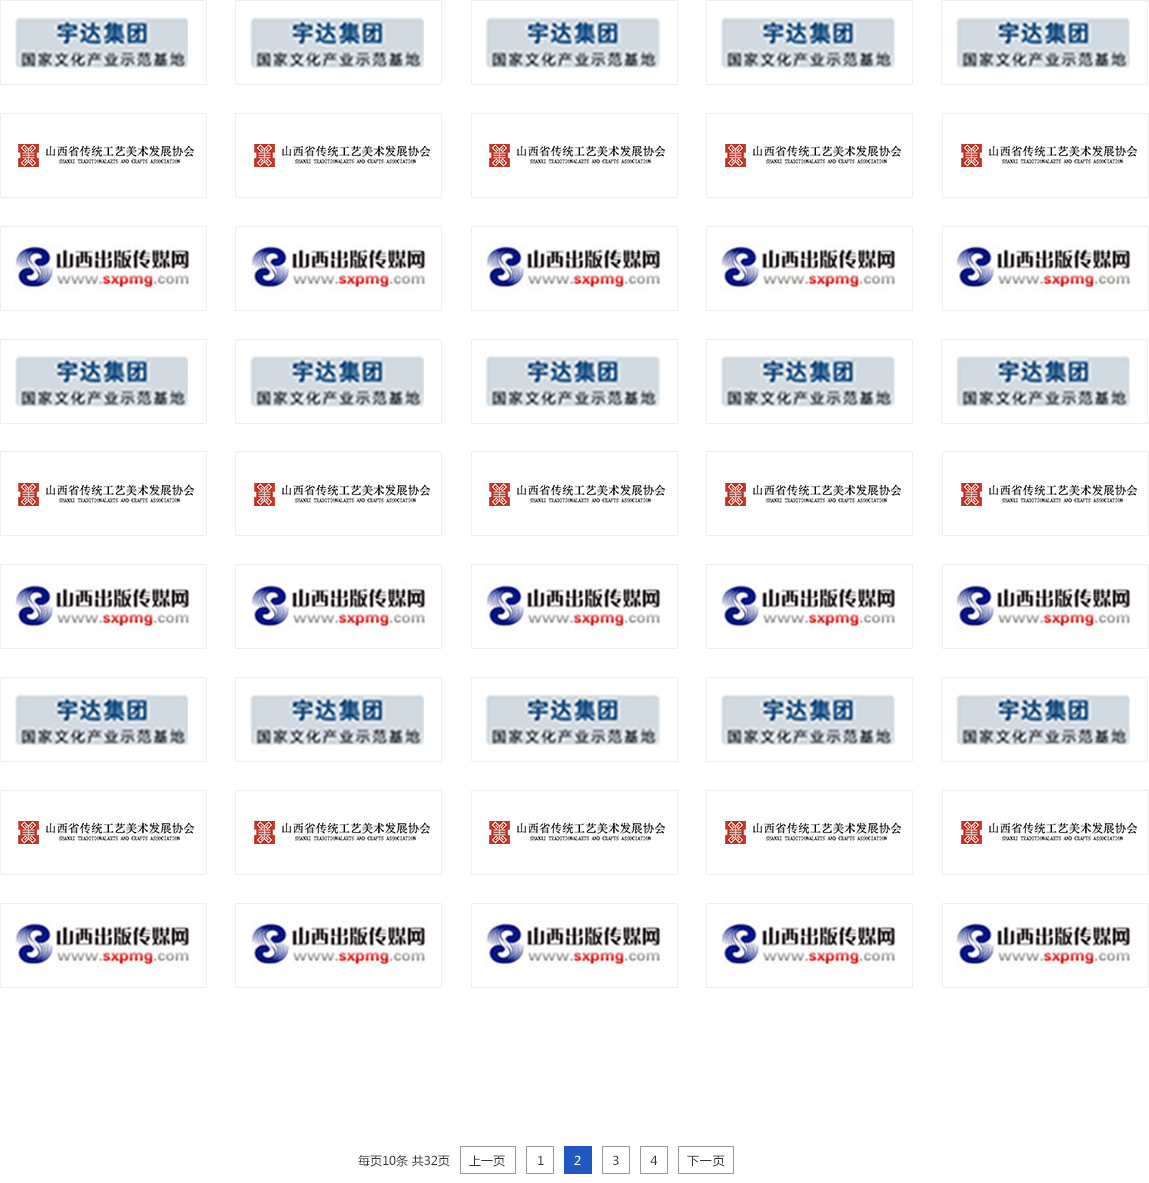 宇达集团 宇达集团 宇达集团 宇达集团 宇达集团
国家文化产业示范基地 国家文化产业示范基地 国家文化产业示范基地 国家文化产业示范基地 国家文化产业示范基地
山西省传统工艺美术发展协会 山西省传统工艺美术发展协会 山西省传统工艺美术发展协会 山西省传统工艺美术发展协会 山西省传统工艺美术发展协会
SHANXI TRADITIONALARTS AND CRAFTS ASSOCIATION SHANXI TRADITIONALARTS AND CRAFTS ASSOCIATION SHANXI TRADITIONALARTS AND CRAFTS ASSOCIATION SHANXI TRADITIONALARTS AND CRAFTS ASSOCIATION SHANXI TRADITIONALARTS AND CRAFTS ASSOCIATION
山西出版传媒网 山西出版传媒网 山西出版传媒网 山西出版传媒网 山西出版传媒网
www.sxpmg.com www.sxpmg.com www.sxpmg.com www.sxpmg.com www.sxpmg.com
宇达集团 宇达集团 宇达集团 宇达集团 宇达集团
国家文化产业示范基地 国家文化产业示范基地 国家文化产业示范基地 国家文化产业示范基地 国家文化产业示范基地
山西省传统工艺美术发展协会 山西省传统工艺美术发展协会 山西省传统工艺美术发展协会 山西省传统工艺美术发展协会 山西省传统工艺美术发展协会
SHANXI TRADITIONALARTS AND CRAFTS ASSOCIATION SHANXI TRADITIONALARTS AND CRAFTS ASSOCIATION SHANXI TRADITIONALARTS AND CRAFTS ASSOCIATION SHANXI TRADITIONALARTS AND CRAFTS ASSOCIATION SHANXI TRADITIONALARTS AND CRAFTS ASSOCIATION
山西出版传媒网 山西出版传媒网 山西出版传媒网 山西出版传媒网 山西出版传媒网
www.sxpmg.com www.sxpmg.com www.sxpmg.com www.sxpmg.com www.sxpmg.com
宇达集团 宇达集团 宇达集团 宇达集团 宇达集团
国家文化产业示范基地 国家文化产业示范基地 国家文化产业示范基地 国家文化产业示范基地 国家文化产业示范基地
山西省传统工艺美术发展协会 山西省传统工艺美术发展协会 山西省传统工艺美术发展协会 山西省传统工艺美术发展协会 山西省传统工艺美术发展协会
SHANXI TRADITIONALARTS AND CRAFTS ASSOCIATION SHANXI TRADITIONALARTS AND CRAFTS ASSOCIATION SHANXI TRADITIONALARTS AND CRAFTS ASSOCIATION SHANXI TRADITIONALARTS AND CRAFTS ASSOCIATION SHANXI TRADITIONALARTS AND CRAFTS ASSOCIATION
山西出版传媒网 山西出版传媒网 山西出版传媒网 山西出版传媒网 山西出版传媒网
www.sxpmg.com www.sxpmg.com www.sxpmg.com www.sxpmg.com www.sxpmg.com
每页10条 共32页 上一页 1 2 3 4 下一页